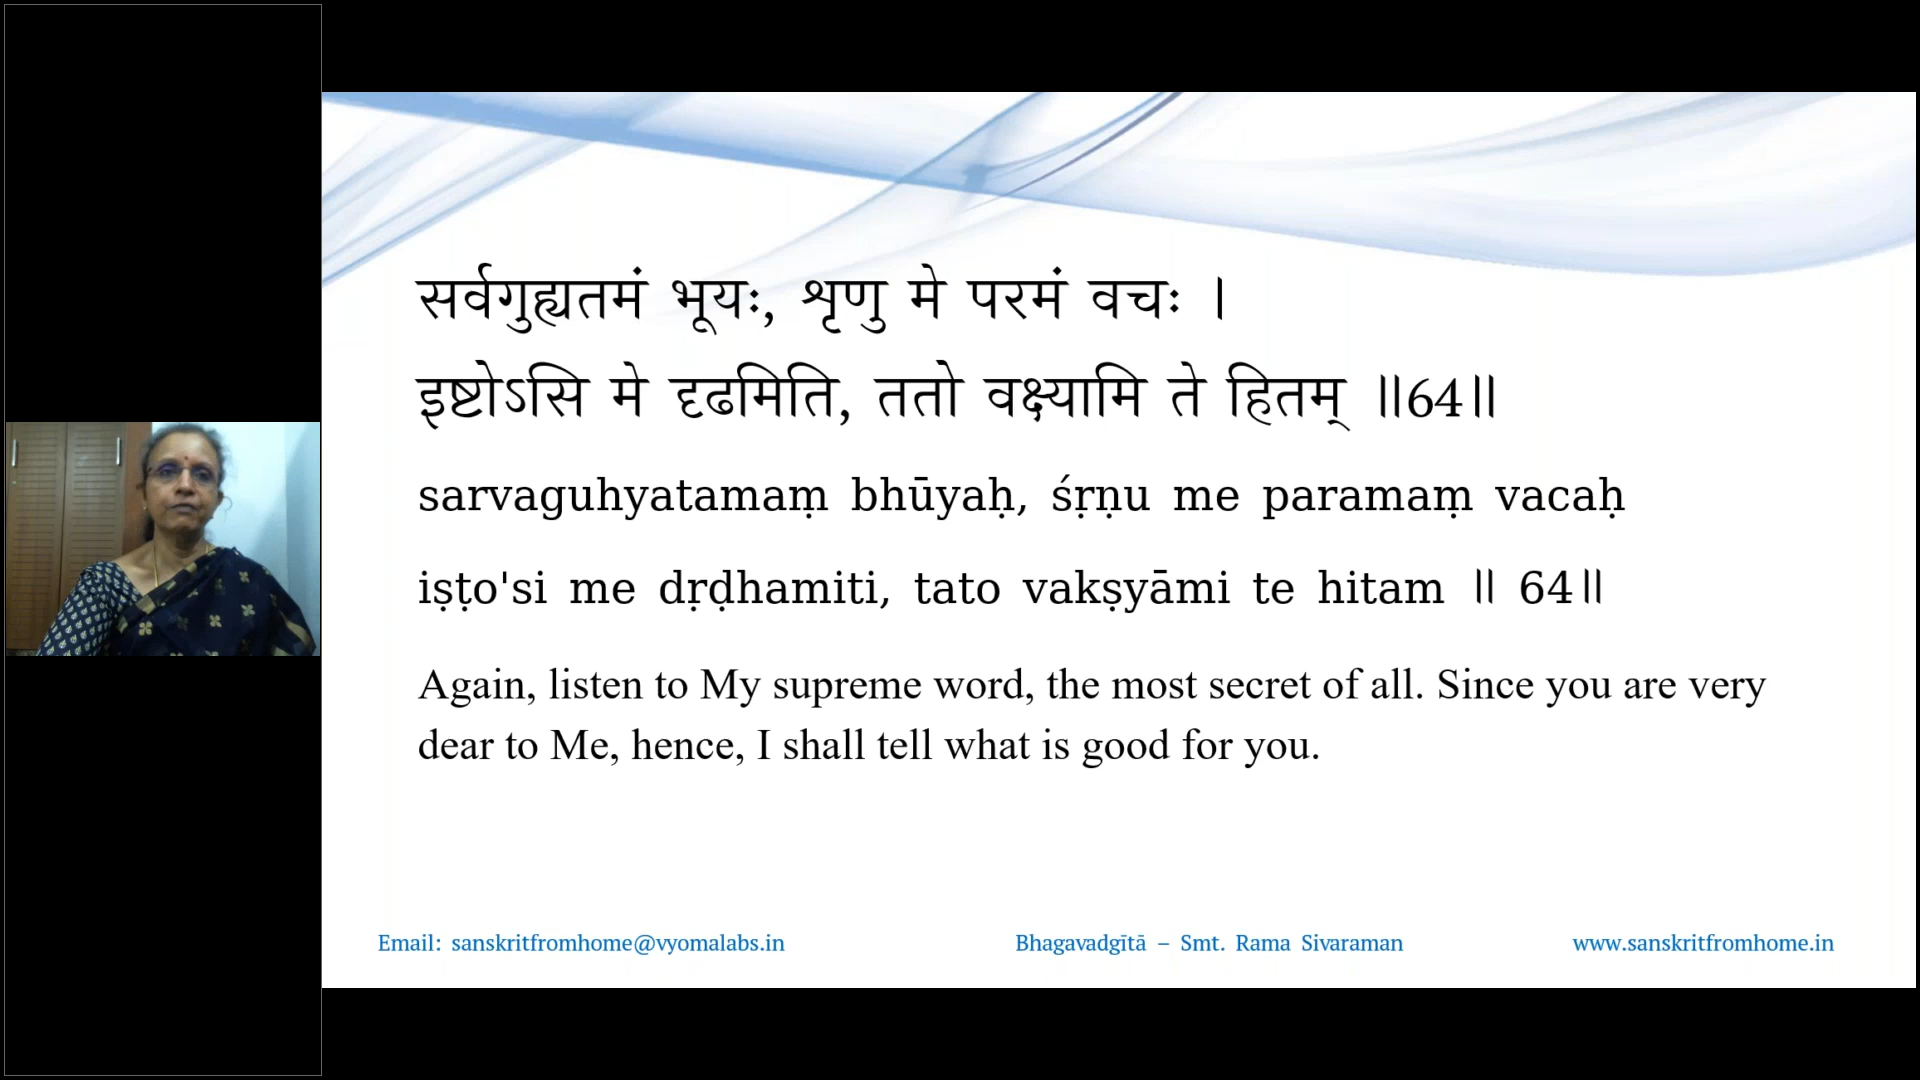 सर्वगुह्यतमं भूयः, शृणु मे परमं वचः ।
इष्टोऽसि मे दृढमिति, ततो वक्ष्यामि ते हितम् ॥64॥
sarvaguhyatamaṃ bhūyaḥ, śṛṇu me paramaṃ vacaḥ
iṣṭo'si me dṛḍhamiti, tato vakṣyāmi te hitam ॥ 64॥
Again, listen to My supreme word, the most secret of all. Since you are very
dear to Me, hence, I shall tell what is good for you.
Email: sanskritfromhome@vyomalabs.in Bhagavadgītā – Smt. Rama Sivaraman www.sanskritfromhome.in